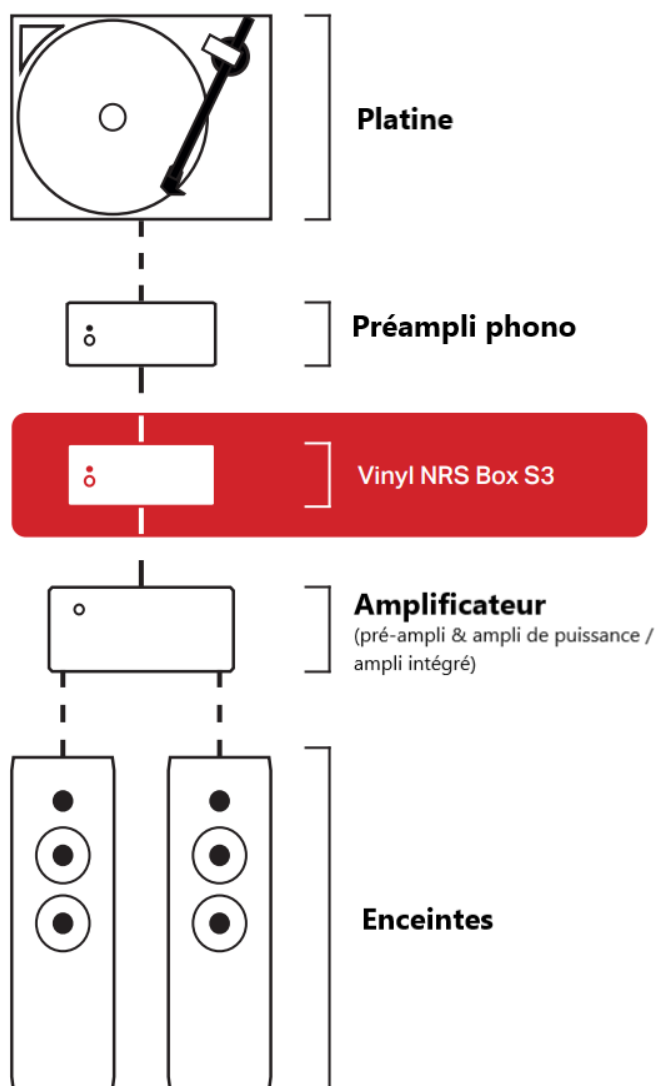 Platine
Préampli phono
Vinyl NRS Box S3
Amplificateur
(pré-ampli & ampli de puissance /
ampli intégré)
Enceintes